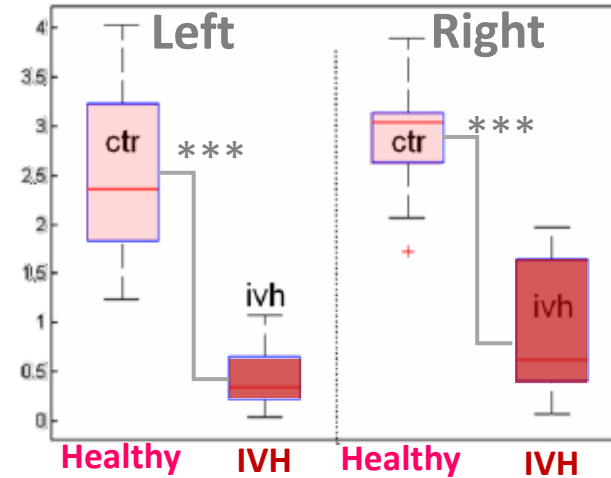 Left
Right
4
3.5
3
2.5
2
1.5
1
0.5
0
ctr
***
ivh
ctr
***
ivh
Healthy
IVH
Healthy
IVH